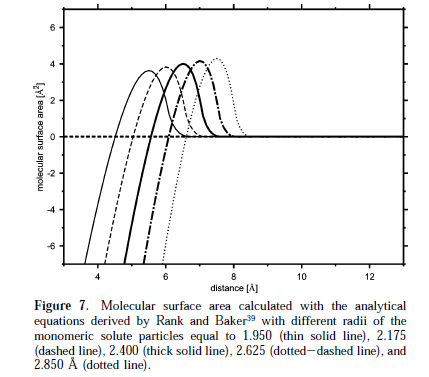 6
4
2
0
-2
-4
-6
molecular surface area [Å²]
4
6
8
10
12
distance [Å]
Figure 7. Molecular surface area calculated with the analytical
equations derived by Rank and Baker³⁹ with different radii of the
monomeric solute particles equal to 1.950 (thin solid line), 2.175
(dashed line), 2.400 (thick solid line), 2.625 (dotted−dashed line), and
2.850 Å (dotted line).